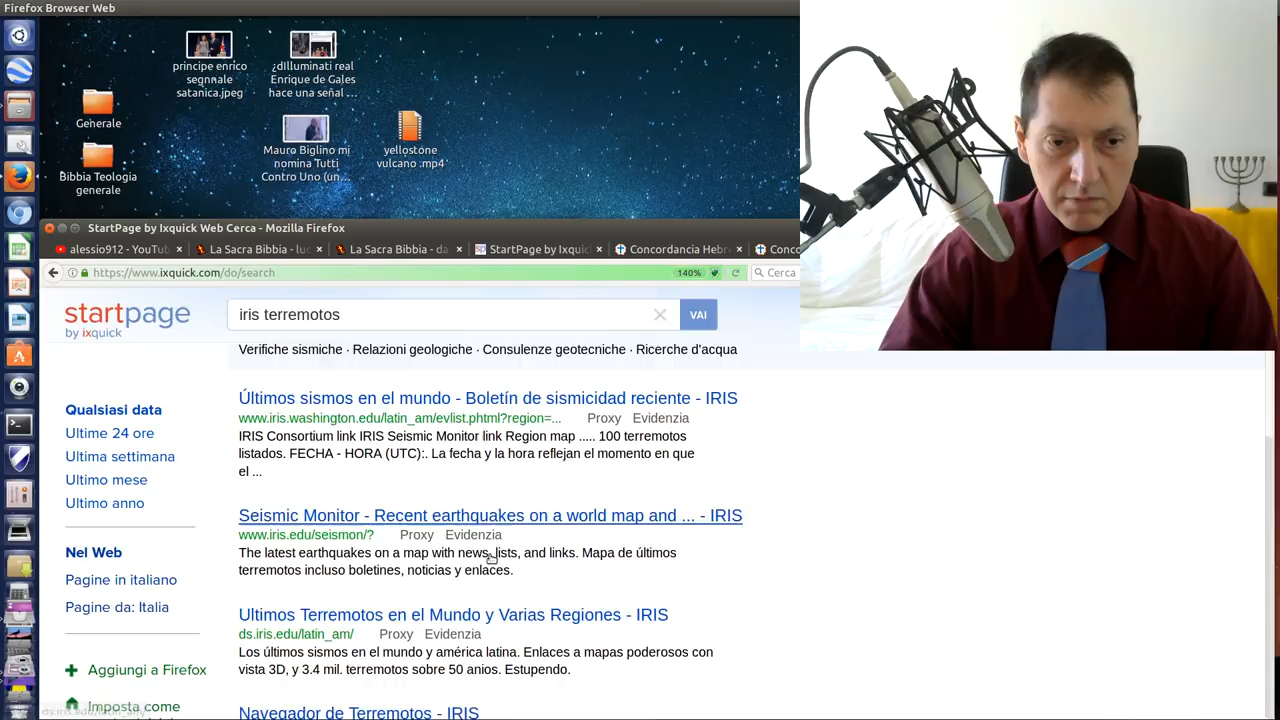 Firefox Browser Web
principe enrico
segnnale
satanica.jpeg
¿dIlluminati real
Enrique de Gales
hace una señal ...
Generale
Mauro Biglino mi
nomina Tutti
Contro Uno (un...
yellostone
vulcano :mp4
Bibbia Teologia
generale
StartPage by Ixquick Web Cerca - Mozilla Firefox
alessio912 - YouTub
La Sacra Bibbia - luc
La Sacra Bibbia - da
StartPage by Ixqui
Concordancia Hebre
Conco
https://www.ixquick.com/do/search
140%
Cerca
startpage
by ixquick
iris terremotos
VAI
Verifiche sismiche · Relazioni geologiche · Consulenze geotecniche · Ricerche d'acqua
Qualsiasi data
Ultime 24 ore
Ultima settimana
Ultimo mese
Ultimo anno
Nel Web
Pagine in italiano
Pagine da: Italia
Aggiungi a Firefox
Imposta come
Últimos sismos en el mundo - Boletín de sismicidad reciente - IRIS
www.iris.washington.edu/latin_am/evlist.phtml?region=... Proxy Evidenzia
IRIS Consortium link IRIS Seismic Monitor link Region map ..... 100 terremotos
listados. FECHA - HORA (UTC):. La fecha y la hora reflejan el momento en que
el ...
Seismic Monitor - Recent earthquakes on a world map and ... - IRIS
www.iris.edu/seismon/? Proxy Evidenzia
The latest earthquakes on a map with news, lists, and links. Mapa de últimos
terremotos incluso boletines, noticias y enlaces.
Ultimos Terremotos en el Mundo y Varias Regiones - IRIS
ds.iris.edu/latin_am/ Proxy Evidenzia
Los últimos sismos en el mundo y américa latina. Enlaces a mapas poderosos con
vista 3D, y 3.4 mil. terremotos sobre 50 anios. Estupendo.
Navegador de Terremotos - IRIS